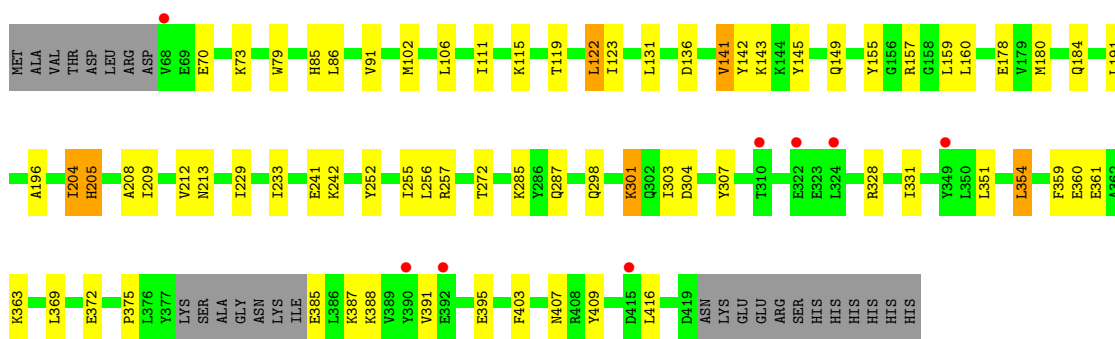 MET ALA VAL THR ASP LEU ARG ASP V68 E69 E70 K73 W79 H85 L86 V91 M102 L106 I111 K115 T119 L122 I123 L131 D136 V141 Y142 K143 K144 Y145 Q149 Y155 G156 R157 G158 L159 L160 E178 V179 M180 Q184 L191
A196 I204 H205 A208 I209 V212 N213 I229 I233 E241 K242 Y252 I255 L256 R257 T272 K285 Y286 Q287 Q298 K301 Q302 I303 D304 Y307 T310 E322 E323 L324 R328 I331 Y349 L350 L351 L354 F359 E360 E361 A362
K363 L369 E372 P375 L376 Y377 LYS SER ALA GLY ASN LYS ILE E385 L386 K387 K388 V389 Y390 V391 E392 E395 F403 N407 R408 Y409 D415 L416 D419 ASN LYS GLU GLU ARG SER HIS HIS HIS HIS HIS HIS